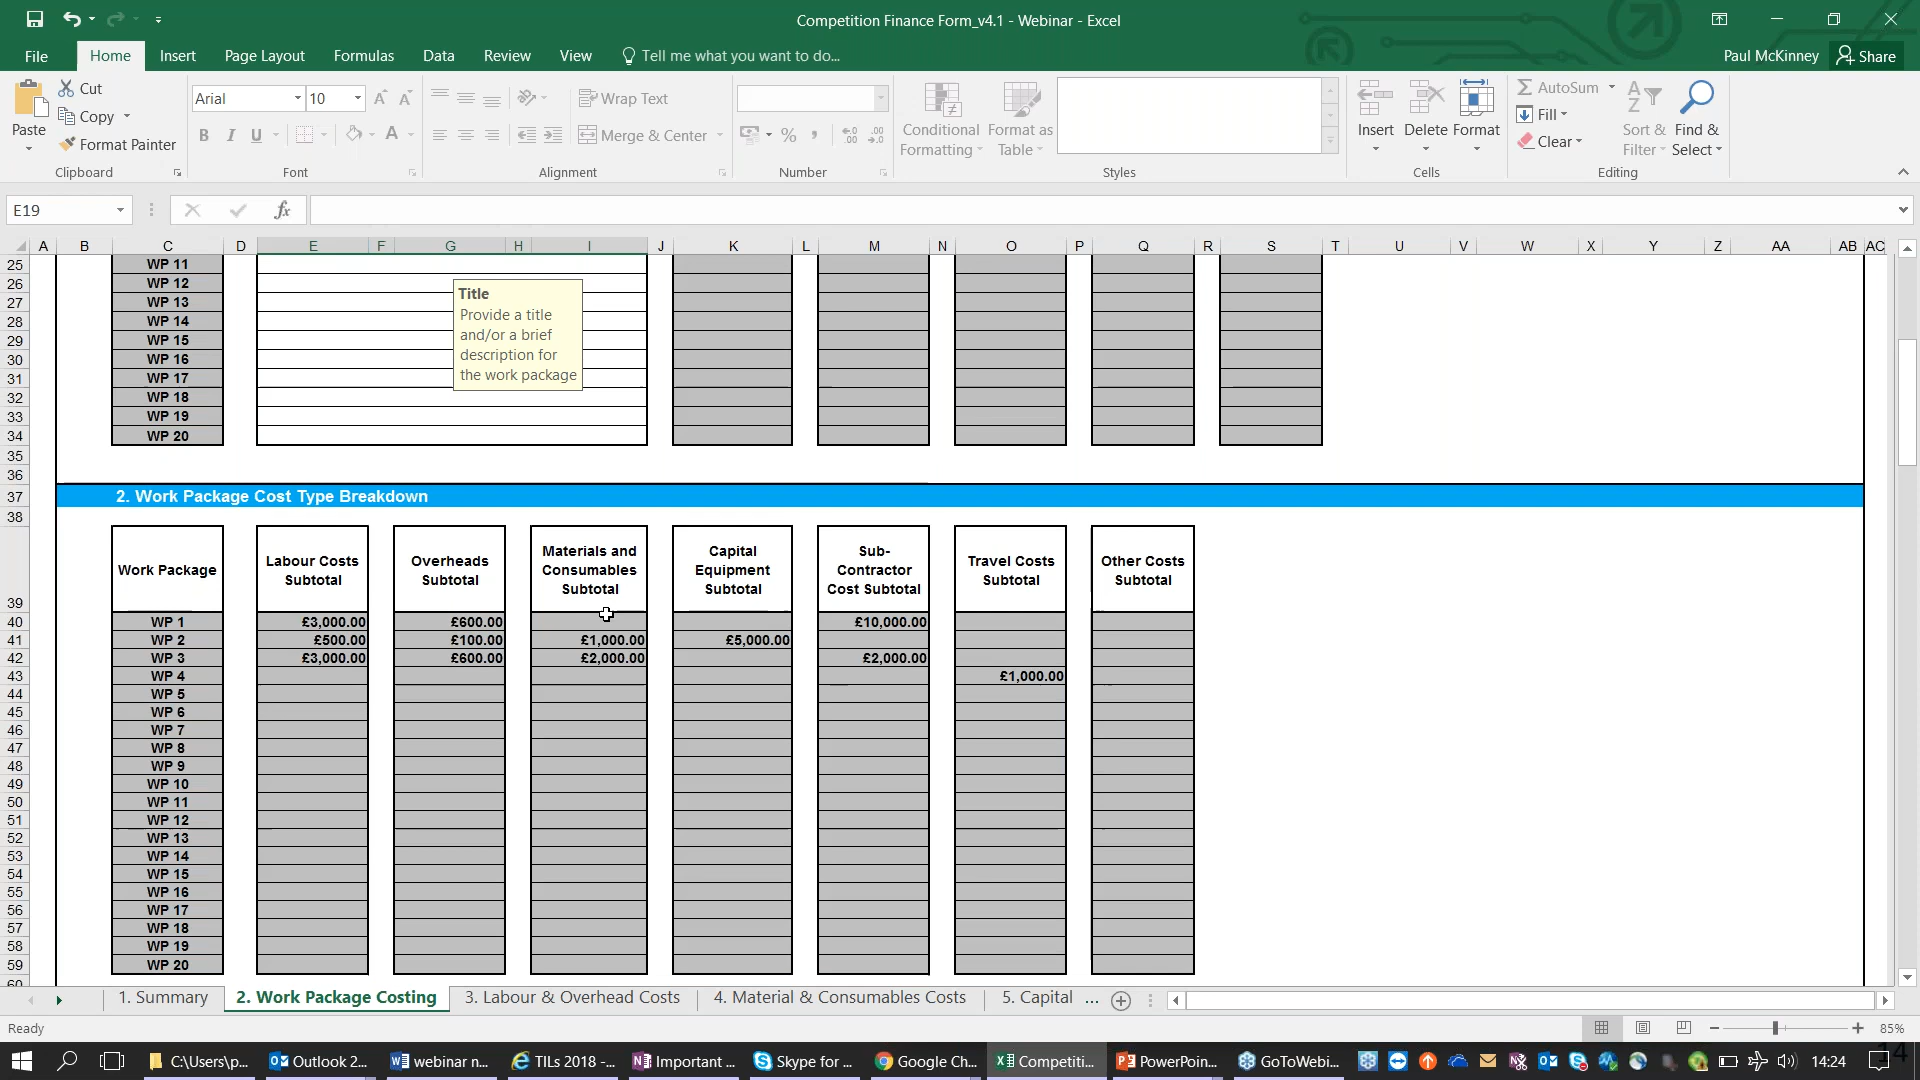 Competition Finance Form_v4.1 - Webinar - Excel
File Home Insert Page Layout Formulas Data Review View Tell me what you want to do... Paul McKinney Share
Paste
Cut
Copy
Format Painter
Clipboard
Arial 10
B I U
Font
Wrap Text
Merge & Center
Alignment
%
Number
Conditional Formatting
Format as Table
Styles
Insert Delete Format
Cells
AutoSum
Fill
Clear
Sort & Filter
Find & Select
Editing
E19 fx
A B C D E F G H I J K L M N O P Q R S T U V W X Y Z AA AB AC
25 WP 11
26 WP 12
27 WP 13
28 WP 14
29 WP 15
30 WP 16
31 WP 17
32 WP 18
33 WP 19
34 WP 20
Title
Provide a title
and/or a brief
description for
the work package
35
36
37 2. Work Package Cost Type Breakdown
38
39 Work Package Labour Costs Subtotal Overheads Subtotal Materials and Consumables Subtotal Capital Equipment Subtotal Sub-Contractor Cost Subtotal Travel Costs Subtotal Other Costs Subtotal
40 WP 1 £3,000.00 £600.00 £10,000.00
41 WP 2 £500.00 £100.00 £1,000.00 £5,000.00
42 WP 3 £3,000.00 £600.00 £2,000.00 £2,000.00
43 WP 4 £1,000.00
44 WP 5
45 WP 6
46 WP 7
47 WP 8
48 WP 9
49 WP 10
50 WP 11
51 WP 12
52 WP 13
53 WP 14
54 WP 15
55 WP 16
56 WP 17
57 WP 18
58 WP 19
59 WP 20
60
1. Summary 2. Work Package Costing 3. Labour & Overhead Costs 4. Material & Consumables Costs 5. Capital ...
Ready 85%
C:\Users\p... Outlook 2... webinar n... TILs 2018 -... Important ... Skype for ... Google Ch... Competiti... PowerPoin... GoToWebi... 14:24
14